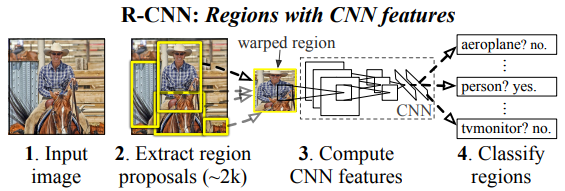 R-CNN: Regions with CNN features
warped region
aeroplane? no.
⋮
person? yes.
⋮
tvmonitor? no.
CNN
1. Input image
2. Extract region proposals (~2k)
3. Compute CNN features
4. Classify regions